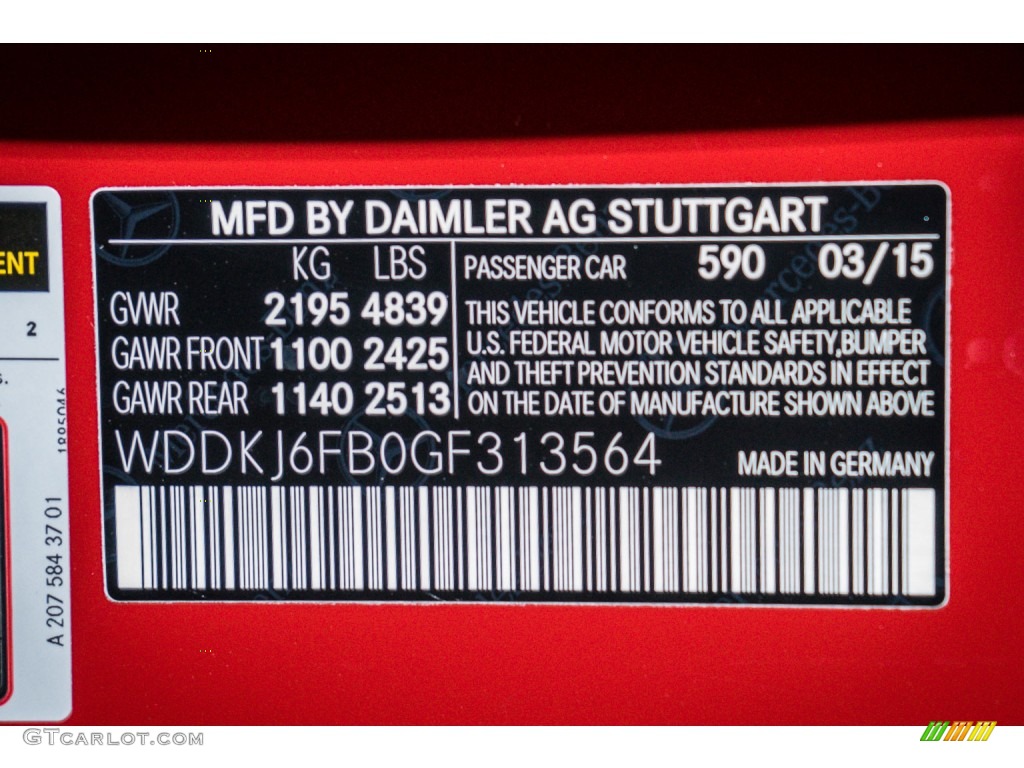 MFD BY DAIMLER AG STUTTGART
KG LBS
GVWR 2195 4839
GAWR FRONT 1100 2425
GAWR REAR 1140 2513
PASSENGER CAR 590 03/15
THIS VEHICLE CONFORMS TO ALL APPLICABLE
U.S. FEDERAL MOTOR VEHICLE SAFETY,BUMPER
AND THEFT PREVENTION STANDARDS IN EFFECT
ON THE DATE OF MANUFACTURE SHOWN ABOVE
WDDKJ6FB0GF313564 MADE IN GERMANY
ENT
2
S.
A 207 584 37 01
GTCARLOT.COM